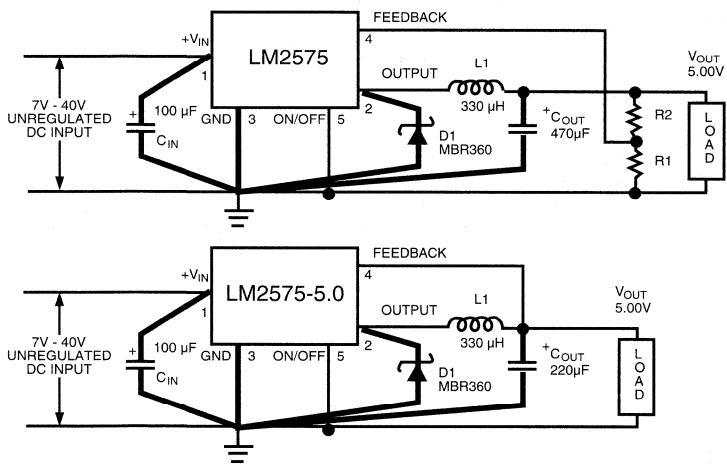 FEEDBACK
+VIN
4
LM2575
VOUT
5.00V
L1
OUTPUT
1
2
7V - 40V
UNREGULATED
DC INPUT
+
100 µF
CIN
GND
3
ON/OFF
5
330 µH
D1
MBR360
+COUT
470µF
R2
R1
LOAD
FEEDBACK
+VIN
4
LM2575-5.0
VOUT
5.00V
L1
OUTPUT
1
2
7V - 40V
UNREGULATED
DC INPUT
+
100 µF
CIN
GND
3
ON/OFF
5
330 µH
D1
MBR360
+COUT
220µF
LOAD